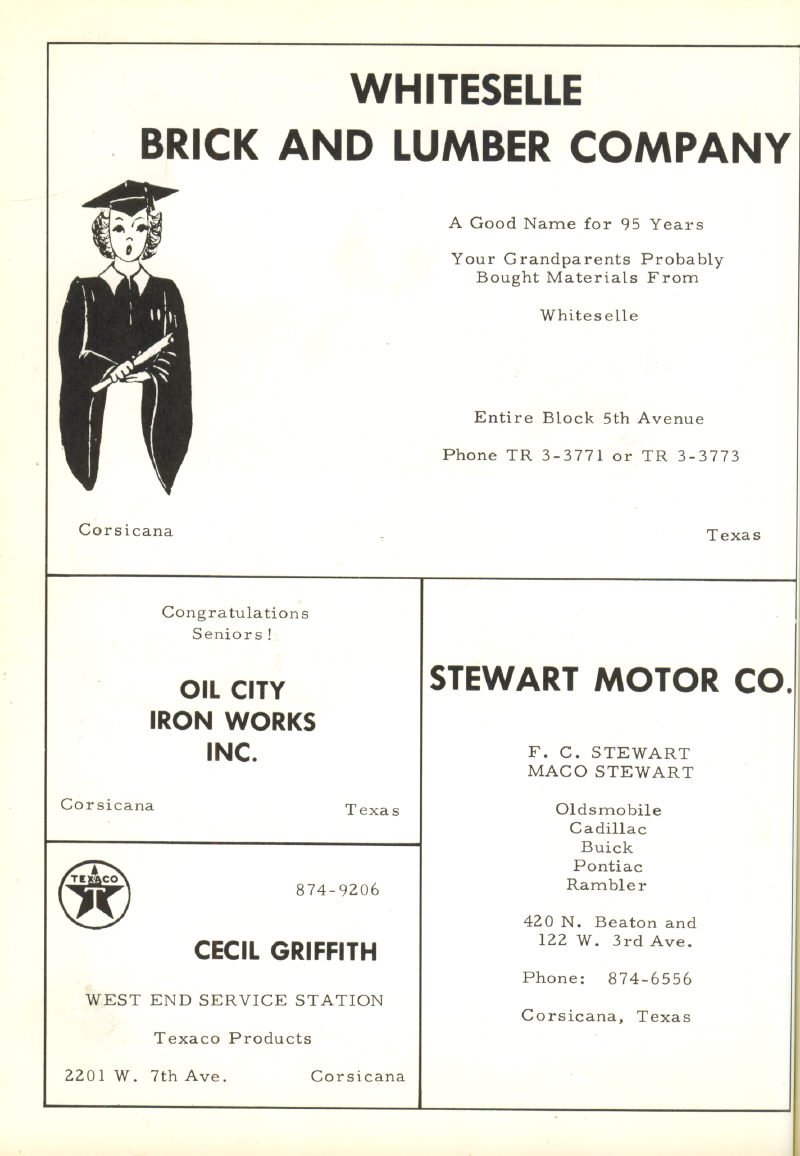 WHITESELLE
BRICK AND LUMBER COMPANY
A Good Name for 95 Years
Your Grandparents Probably
Bought Materials From
Whiteselle
Entire Block 5th Avenue
Phone TR 3-3771 or TR 3-3773
Corsicana Texas
Congratulations
Seniors!
OIL CITY
IRON WORKS
INC.
Corsicana Texas
TEXACO
T
874-9206
CECIL GRIFFITH
WEST END SERVICE STATION
Texaco Products
2201 W. 7th Ave. Corsicana
STEWART MOTOR CO.
F. C. STEWART
MACO STEWART
Oldsmobile
Cadillac
Buick
Pontiac
Rambler
420 N. Beaton and
122 W. 3rd Ave.
Phone: 874-6556
Corsicana, Texas